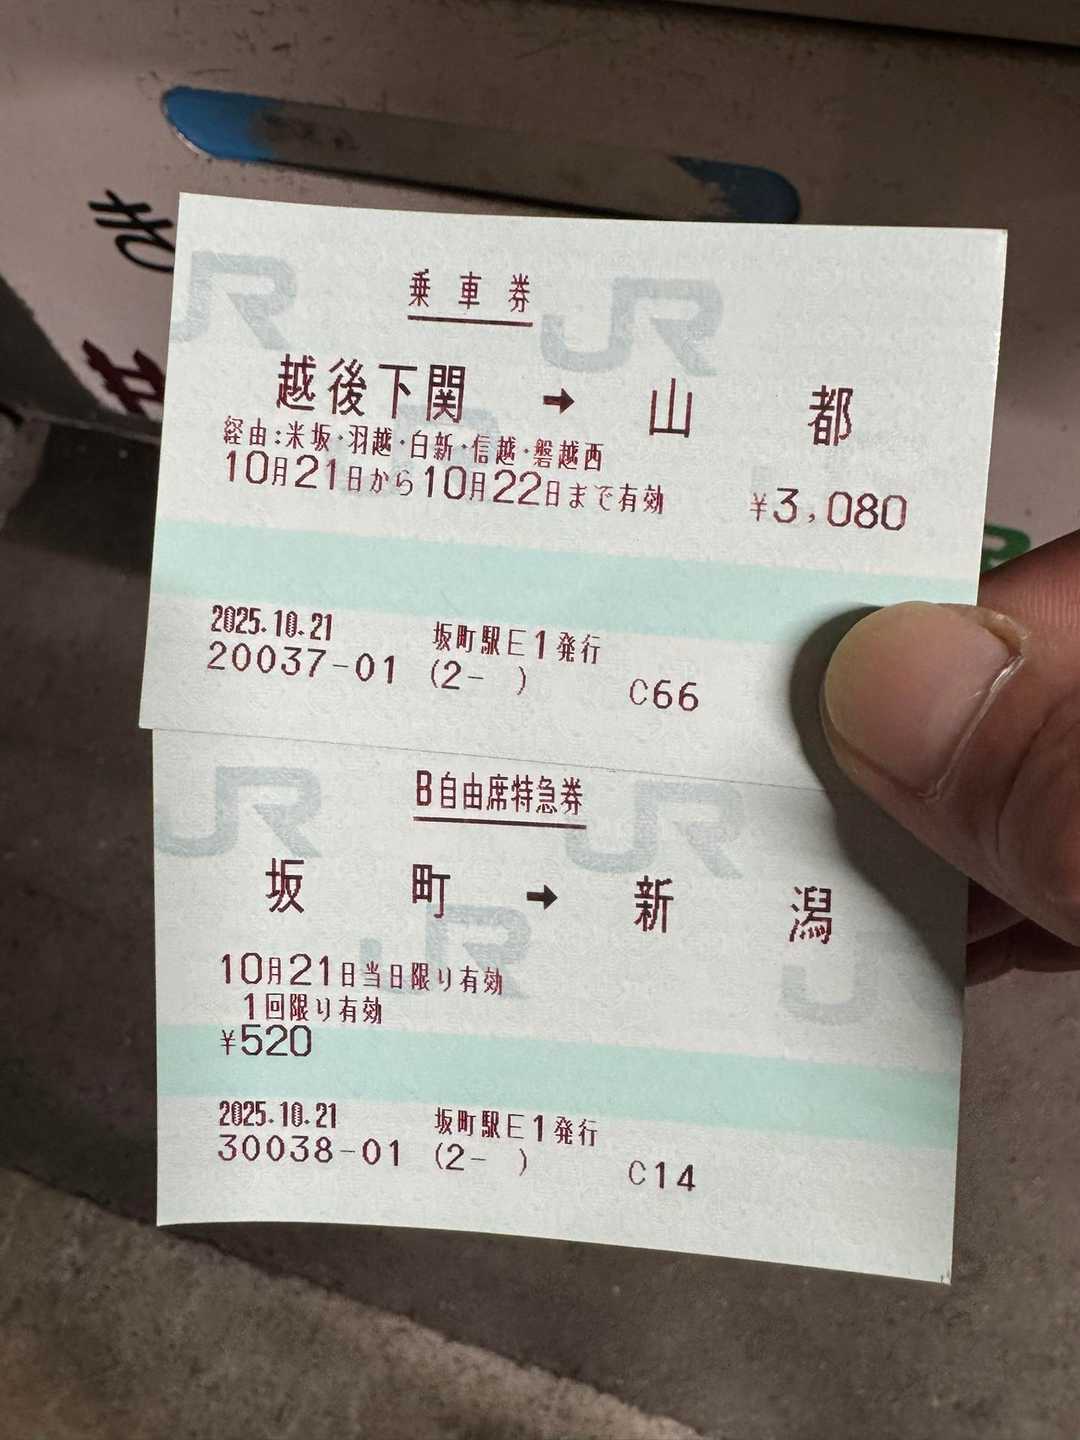 乗車券
越後下関 → 山都
経由:米坂・羽越・白新・信越・磐越西
10月21日から10月22日まで有効 ¥3,080
2025.10.21 坂町駅E1発行
20037-01 (2- ) C66
B自由席特急券
坂町 → 新潟
10月21日当日限り有効
1回限り有効
¥520
2025.10.21 坂町駅E1発行
30038-01 (2- ) C14